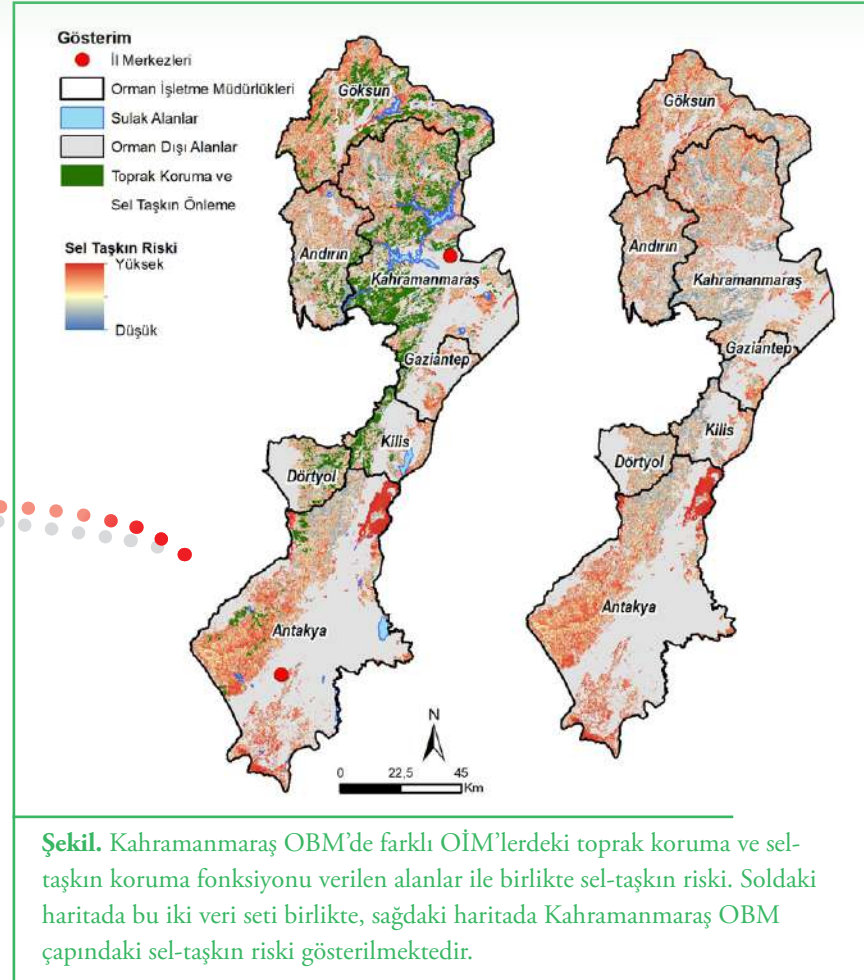 Gösterim
İl Merkezleri
Orman İşletme Müdürlükleri
Sulak Alanlar
Orman Dışı Alanlar
Toprak Koruma ve
Sel Taşkın Önleme
Sel Taşkın Riski
Yüksek
Düşük
Göksun
Andırın
Kahramanmaraş
Gaziantep
Kilis
Dörtyol
Antakya
Göksun
Andırın
Kahramanmaraş
Gaziantep
Kilis
Dörtyol
Antakya
N
0 22,5 45
Km
Şekil. Kahramanmaraş OBM’de farklı OİM’lerdeki toprak koruma ve sel-
taşkın koruma fonksiyonu verilen alanlar ile birlikte sel-taşkın riski. Soldaki
haritada bu iki veri seti birlikte, sağdaki haritada Kahramanmaraş OBM
çapındaki sel-taşkın riski gösterilmektedir.